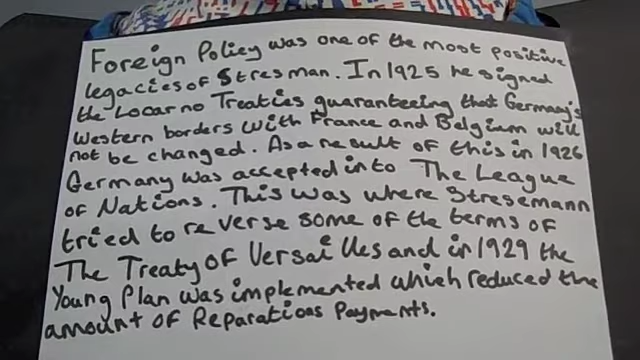 Foreign Policy was one of the most positive
legacies of Stresman. In 1925 he signed
the Locarno Treaties guaranteeing that Germany's
Western borders with France and Belgium will
not be changed. As a result of this in 1926
Germany was accepted into The League
of Nations. This was where Stresemann
tried to reverse some of the terms of
The Treaty of Versailles and in 1929 the
Young Plan was implemented which reduced the
amount of Reparations Payments.